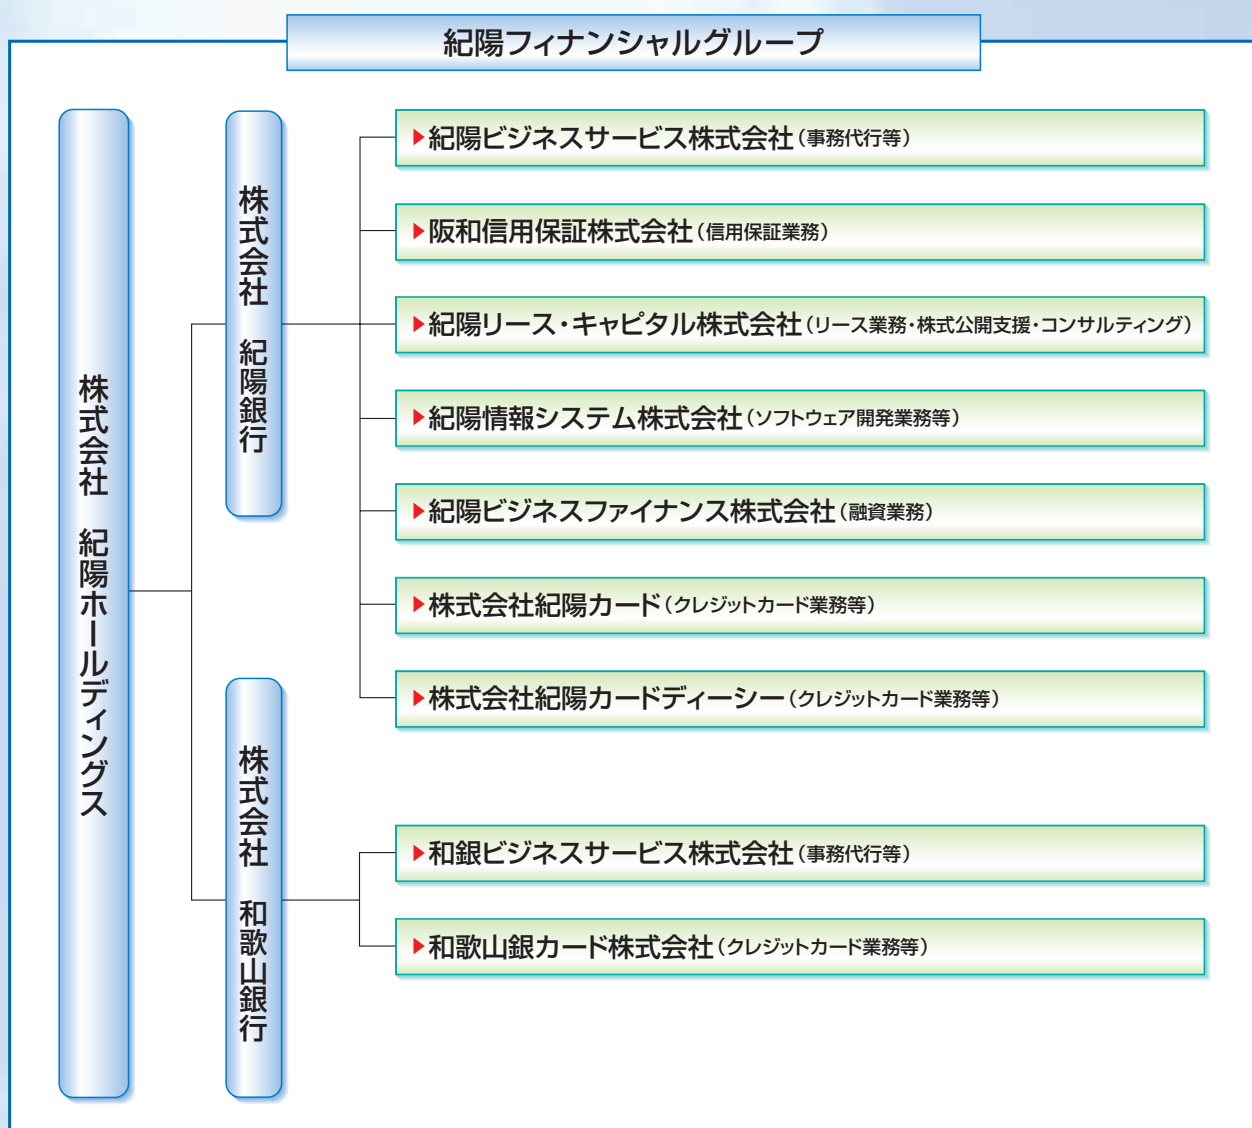 紀陽フィナンシャルグループ
株式会社 紀陽ホールディングス
株式会社 紀陽銀行
▶紀陽ビジネスサービス株式会社(事務代行等)
▶阪和信用保証株式会社(信用保証業務)
▶紀陽リース・キャピタル株式会社(リース業務・株式公開支援・コンサルティング)
▶紀陽情報システム株式会社(ソフトウェア開発業務等)
▶紀陽ビジネスファイナンス株式会社(融資業務)
▶株式会社紀陽カード(クレジットカード業務等)
▶株式会社紀陽カードディーシー(クレジットカード業務等)
株式会社 和歌山銀行
▶和銀ビジネスサービス株式会社(事務代行等)
▶和歌山銀カード株式会社(クレジットカード業務等)